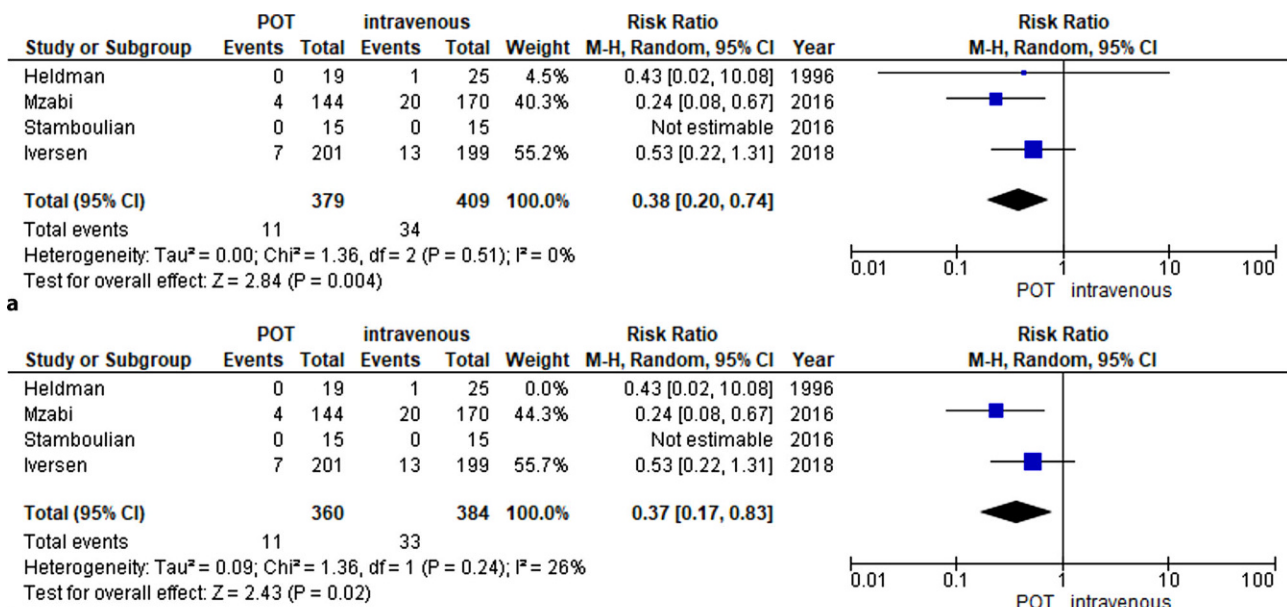 POT intravenous Risk Ratio Risk Ratio
Study or Subgroup Events Total Events Total Weight M-H, Random, 95% CI Year M-H, Random, 95% CI
Heldman 0 19 1 25 4.5% 0.43 [0.02, 10.08] 1996
Mzabi 4 144 20 170 40.3% 0.24 [0.08, 0.67] 2016
Stamboulian 0 15 0 15 Not estimable 2016
Iversen 7 201 13 199 55.2% 0.53 [0.22, 1.31] 2018
Total (95% CI) 379 409 100.0% 0.38 [0.20, 0.74]
Total events 11 34
Heterogeneity: Tau² = 0.00; Chi² = 1.36, df = 2 (P = 0.51); I² = 0%
Test for overall effect: Z = 2.84 (P = 0.004)
0.01 0.1 1 10 100
POT intravenous
a
POT intravenous Risk Ratio Risk Ratio
Study or Subgroup Events Total Events Total Weight M-H, Random, 95% CI Year M-H, Random, 95% CI
Heldman 0 19 1 25 0.0% 0.43 [0.02, 10.08] 1996
Mzabi 4 144 20 170 44.3% 0.24 [0.08, 0.67] 2016
Stamboulian 0 15 0 15 Not estimable 2016
Iversen 7 201 13 199 55.7% 0.53 [0.22, 1.31] 2018
Total (95% CI) 360 384 100.0% 0.37 [0.17, 0.83]
Total events 11 33
Heterogeneity: Tau² = 0.09; Chi² = 1.36, df = 1 (P = 0.24); I² = 26%
Test for overall effect: Z = 2.43 (P = 0.02)
0.01 0.1 1 10 100
POT intravenous